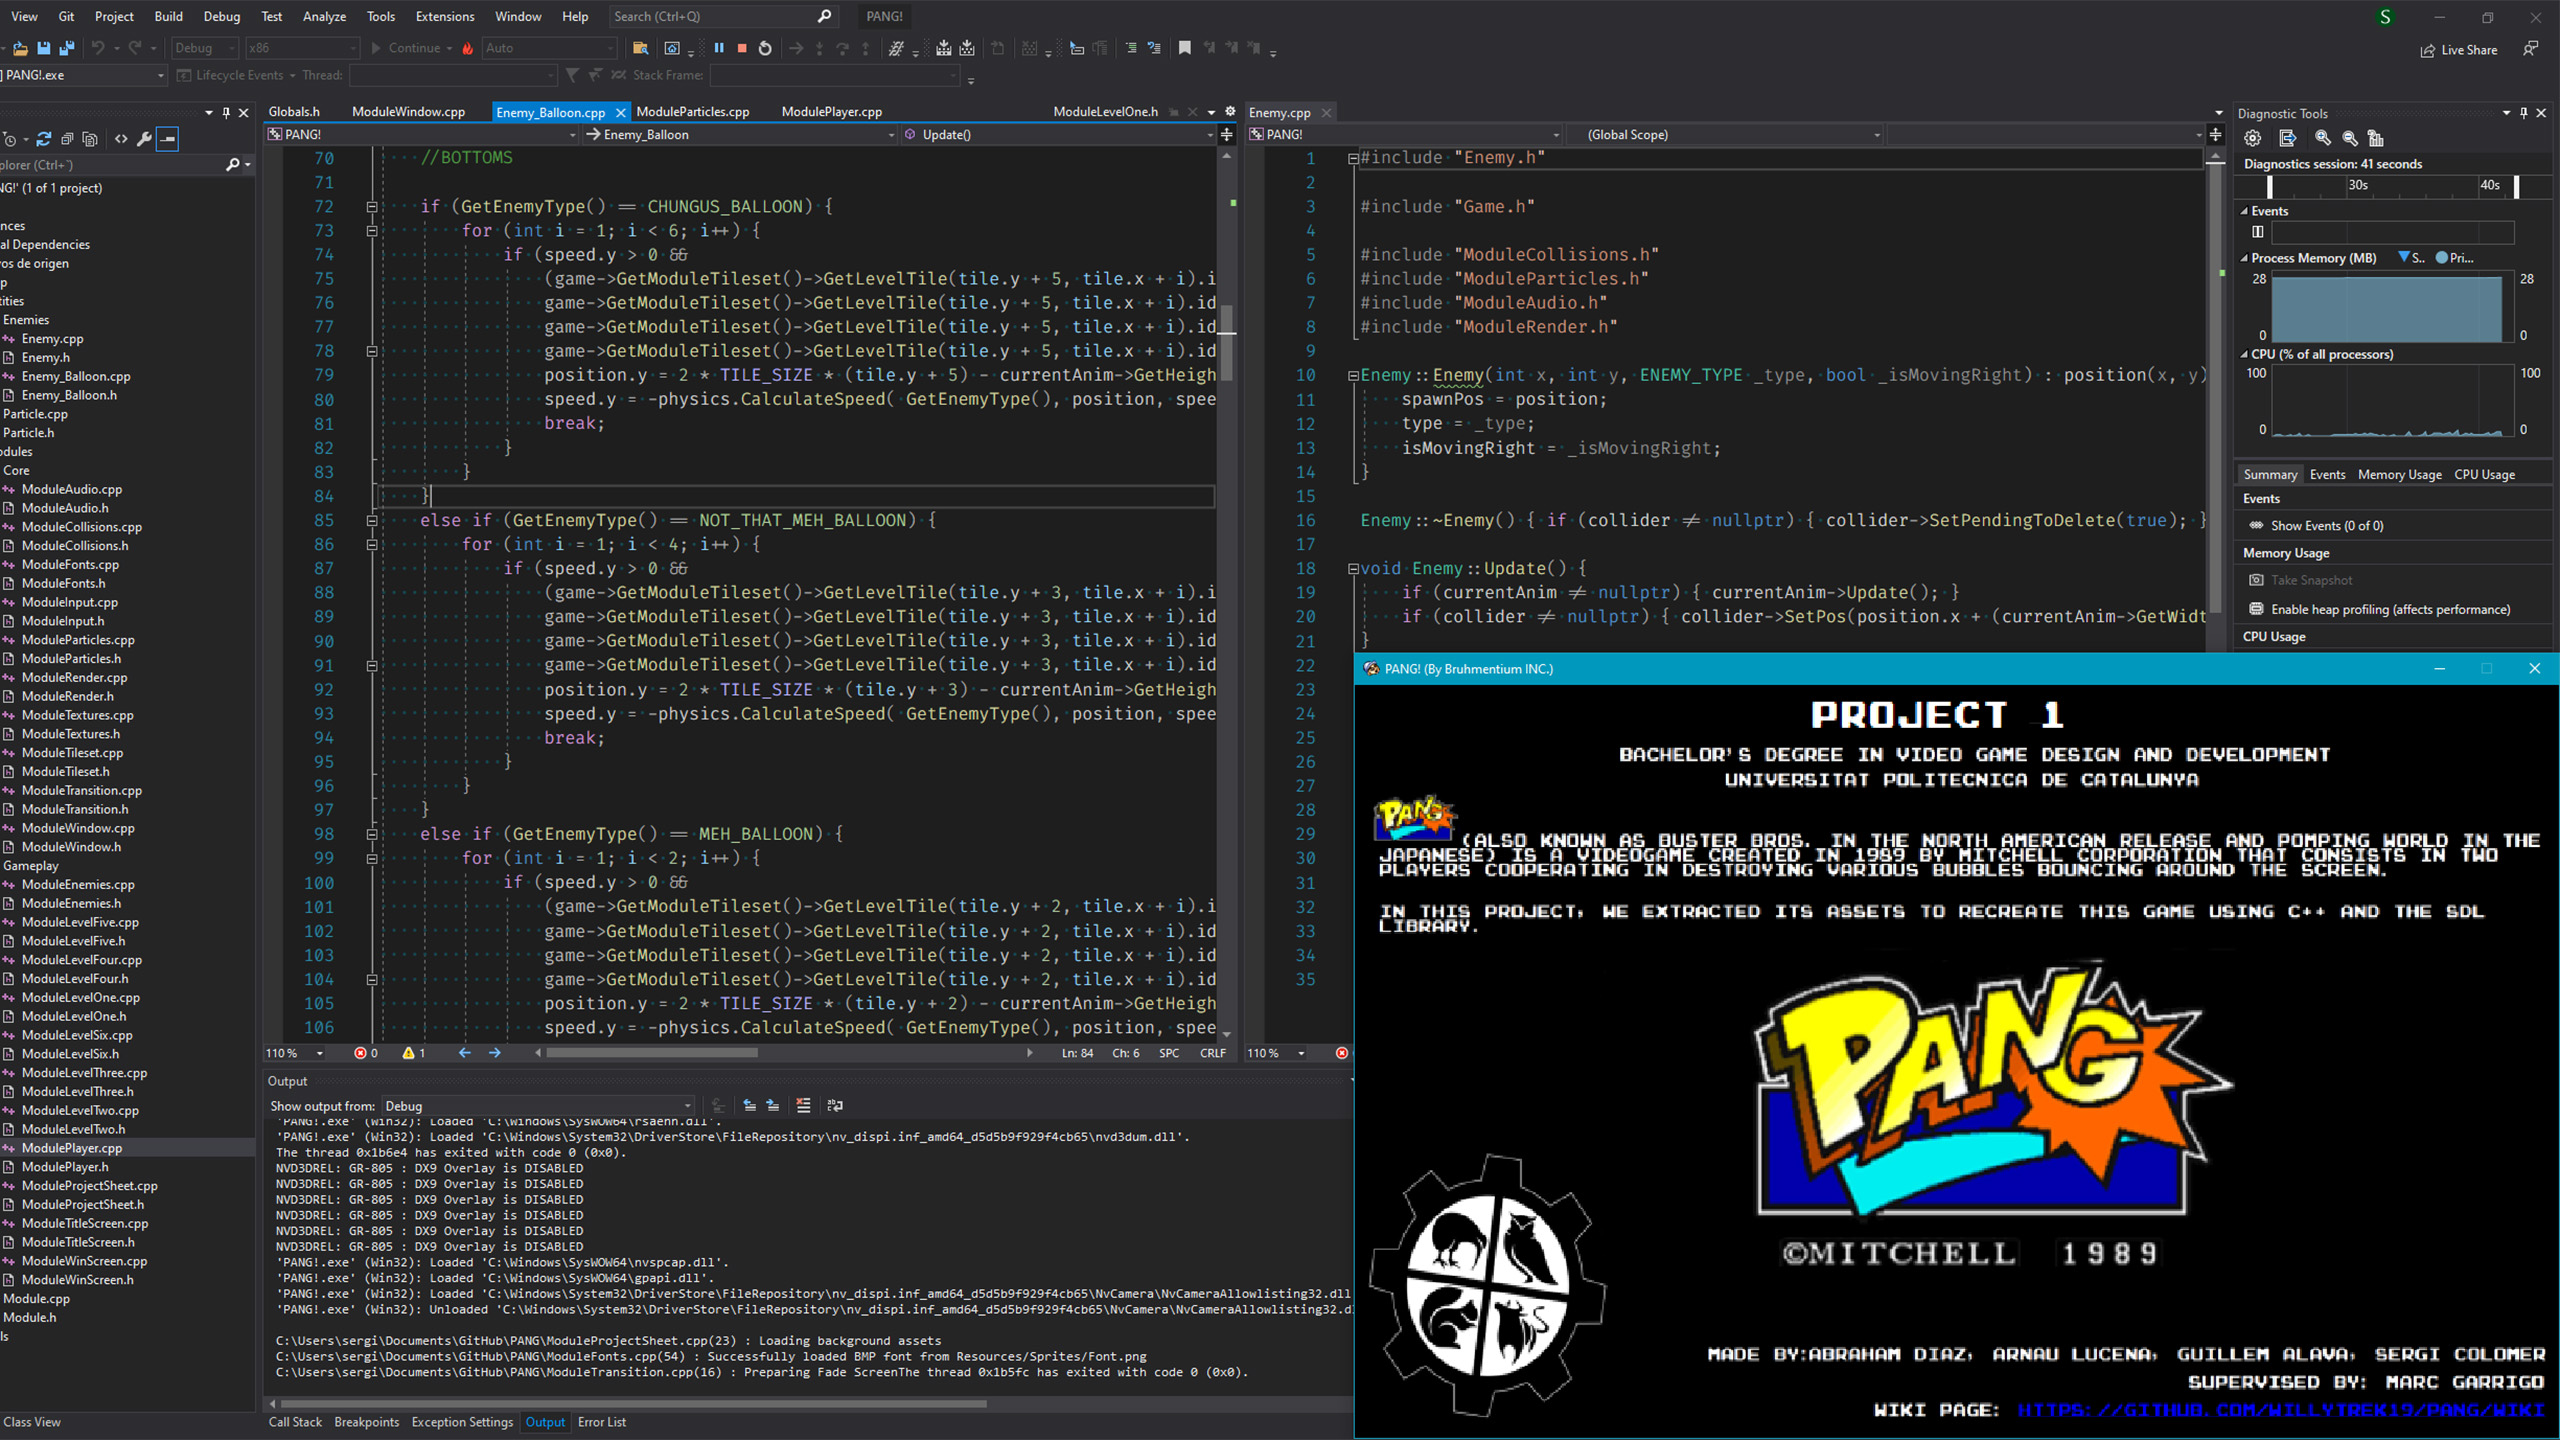 View Git Project Build Debug Test Analyze Tools Extensions Window Help Search (Ctrl+Q) PANG! S
Debug x86 Continue Auto Live Share
PANG!.exe Lifecycle Events Thread: Stack Frame:
Globals.h ModuleWindow.cpp Enemy_Balloon.cpp ModuleParticles.cpp ModulePlayer.cpp ModuleLevelOne.h
PANG! Enemy_Balloon Update()
(1 of 1 project)
al Dependencies
os de origen
Enemies
Enemy.cpp
Enemy.h
Enemy_Balloon.cpp
Enemy_Balloon.h
Particle.cpp
Particle.h
Core
ModuleAudio.cpp
ModuleAudio.h
ModuleCollisions.cpp
ModuleCollisions.h
ModuleFonts.cpp
ModuleFonts.h
ModuleInput.cpp
ModuleInput.h
ModuleParticles.cpp
ModuleParticles.h
ModuleRender.cpp
ModuleRender.h
ModuleTextures.cpp
ModuleTextures.h
ModuleTileset.cpp
ModuleTileset.h
ModuleTransition.cpp
ModuleTransition.h
ModuleWindow.cpp
ModuleWindow.h
Gameplay
ModuleEnemies.cpp
ModuleEnemies.h
ModuleLevelFive.cpp
ModuleLevelFive.h
ModuleLevelFour.cpp
ModuleLevelFour.h
ModuleLevelOne.cpp
ModuleLevelOne.h
ModuleLevelSix.cpp
ModuleLevelSix.h
ModuleLevelThree.cpp
ModuleLevelThree.h
ModuleLevelTwo.cpp
ModuleLevelTwo.h
ModulePlayer.cpp
ModulePlayer.h
ModuleProjectSheet.cpp
ModuleProjectSheet.h
ModuleTitleScreen.cpp
ModuleTitleScreen.h
ModuleWinScreen.cpp
ModuleWinScreen.h
Module.cpp
Module.h
Class View
70 //BOTTOMS
71
72 if (GetEnemyType() == CHUNGUS_BALLOON) {
73 for (int i = 1; i < 6; i++) {
74 if (speed.y > 0 &&
75 (game->GetModuleTileset()->GetLevelTile(tile.y + 5, tile.x + i).i
76 game->GetModuleTileset()->GetLevelTile(tile.y + 5, tile.x + i).id
77 game->GetModuleTileset()->GetLevelTile(tile.y + 5, tile.x + i).id
78 game->GetModuleTileset()->GetLevelTile(tile.y + 5, tile.x + i).id
79 position.y = 2 * TILE_SIZE * (tile.y + 5) - currentAnim->GetHeigh
80 speed.y = -physics.CalculateSpeed( GetEnemyType(), position, spee
81 break;
82 }
83 }
84 }
85 else if (GetEnemyType() == NOT_THAT_MEH_BALLOON) {
86 for (int i = 1; i < 4; i++) {
87 if (speed.y > 0 &&
88 (game->GetModuleTileset()->GetLevelTile(tile.y + 3, tile.x + i).i
89 game->GetModuleTileset()->GetLevelTile(tile.y + 3, tile.x + i).id
90 game->GetModuleTileset()->GetLevelTile(tile.y + 3, tile.x + i).id
91 game->GetModuleTileset()->GetLevelTile(tile.y + 3, tile.x + i).id
92 position.y = 2 * TILE_SIZE * (tile.y + 3) - currentAnim->GetHeigh
93 speed.y = -physics.CalculateSpeed( GetEnemyType(), position, spee
94 break;
95 }
96 }
97 }
98 else if (GetEnemyType() == MEH_BALLOON) {
99 for (int i = 1; i < 2; i++) {
100 if (speed.y > 0 &&
101 (game->GetModuleTileset()->GetLevelTile(tile.y + 2, tile.x + i).i
102 game->GetModuleTileset()->GetLevelTile(tile.y + 2, tile.x + i).id
103 game->GetModuleTileset()->GetLevelTile(tile.y + 2, tile.x + i).id
104 game->GetModuleTileset()->GetLevelTile(tile.y + 2, tile.x + i).id
105 position.y = 2 * TILE_SIZE * (tile.y + 2) - currentAnim->GetHeigh
106 speed.y = -physics.CalculateSpeed( GetEnemyType(), position, spee
110 % 0 1 Ln: 84 Ch: 6 SPC CRLF
Enemy.cpp
PANG! (Global Scope)
1 #include "Enemy.h"
2
3 #include "Game.h"
4
5 #include "ModuleCollisions.h"
6 #include "ModuleParticles.h"
7 #include "ModuleAudio.h"
8 #include "ModuleRender.h"
9
10 Enemy::Enemy(int x, int y, ENEMY_TYPE _type, bool _isMovingRight) : position(x, y)
11 spawnPos = position;
12 type = _type;
13 isMovingRight = _isMovingRight;
14 }
15
16 Enemy::~Enemy() { if (collider != nullptr) { collider->SetPendingToDelete(true); }
17
18 void Enemy::Update() {
19 if (currentAnim != nullptr) { currentAnim->Update(); }
20 if (collider != nullptr) { collider->SetPos(position.x + (currentAnim->GetWidt
21 }
22
23
24
25
26
27
28
29
30
31
32
33
34
35
110 %
Diagnostic Tools
Diagnostics session: 41 seconds
30s 40s
Events
Process Memory (MB) S.. Pri...
28 28
0 0
CPU (% of all processors)
100 100
0 0
Summary Events Memory Usage CPU Usage
Events
Show Events (0 of 0)
Memory Usage
Take Snapshot
Enable heap profiling (affects performance)
CPU Usage
Output
Show output from: Debug
'PANG!.exe' (Win32): Loaded 'C:\Windows\SysWOW64\rsaenh.dll'.
'PANG!.exe' (Win32): Loaded 'C:\Windows\System32\DriverStore\FileRepository\nv_dispi.inf_amd64_d5d5b9f929f4cb65\nvd3dum.dll'.
The thread 0x1b6e4 has exited with code 0 (0x0).
NVD3DREL: GR-805 : DX9 Overlay is DISABLED
NVD3DREL: GR-805 : DX9 Overlay is DISABLED
NVD3DREL: GR-805 : DX9 Overlay is DISABLED
NVD3DREL: GR-805 : DX9 Overlay is DISABLED
NVD3DREL: GR-805 : DX9 Overlay is DISABLED
NVD3DREL: GR-805 : DX9 Overlay is DISABLED
'PANG!.exe' (Win32): Loaded 'C:\Windows\SysWOW64\nvspcap.dll'.
'PANG!.exe' (Win32): Loaded 'C:\Windows\SysWOW64\gpapi.dll'.
'PANG!.exe' (Win32): Loaded 'C:\Windows\System32\DriverStore\FileRepository\nv_dispi.inf_amd64_d5d5b9f929f4cb65\NvCamera\NvCameraAllowlisting32.dll
'PANG!.exe' (Win32): Unloaded 'C:\Windows\System32\DriverStore\FileRepository\nv_dispi.inf_amd64_d5d5b9f929f4cb65\NvCamera\NvCameraAllowlisting32.d
C:\Users\sergi\Documents\GitHub\PANG\ModuleProjectSheet.cpp(23) : Loading background assets
C:\Users\sergi\Documents\GitHub\PANG\ModuleFonts.cpp(54) : Successfully loaded BMP font from Resources/Sprites/Font.png
C:\Users\sergi\Documents\GitHub\PANG\ModuleTransition.cpp(16) : Preparing Fade ScreenThe thread 0x1b5fc has exited with code 0 (0x0).
Call Stack Breakpoints Exception Settings Output Error List
PANG! (By Bruhmentium INC.)
PROJECT 1
BACHELOR'S DEGREE IN VIDEO GAME DESIGN AND DEVELOPMENT
UNIVERSITAT POLITECNICA DE CATALUNYA
PANG (ALSO KNOWN AS BUSTER BROS. IN THE NORTH AMERICAN RELEASE AND POMPING WORLD IN THE
JAPANESE) IS A VIDEOGAME CREATED IN 1989 BY MITCHELL CORPORATION THAT CONSISTS IN TWO
PLAYERS COOPERATING IN DESTROYING VARIOUS BUBBLES BOUNCING AROUND THE SCREEN.
IN THIS PROJECT, WE EXTRACTED ITS ASSETS TO RECREATE THIS GAME USING C++ AND THE SDL
LIBRARY.
PANG
©MITCHELL 1989
MADE BY:ABRAHAM DIAZ, ARNAU LUCENA, GUILLEM ALAVA, SERGI COLOMER
SUPERVISED BY: MARC GARRIGO
WIKI PAGE: HTTPS://GITHUB.COM/WILLYTREK19/PANG/WIKI